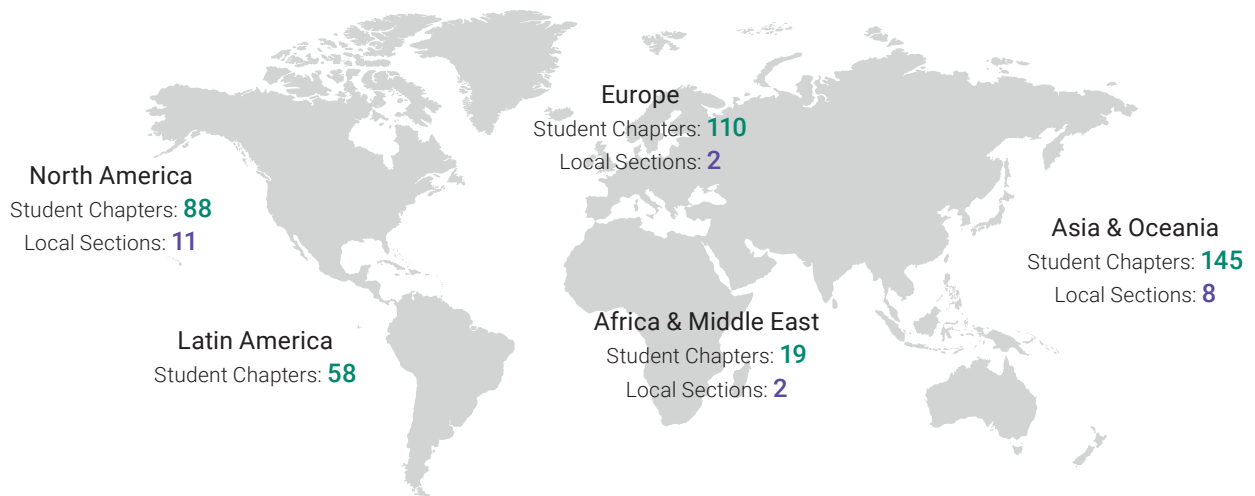 Europe
Student Chapters: 110
Local Sections: 2
North America
Student Chapters: 88
Local Sections: 11
Asia & Oceania
Student Chapters: 145
Local Sections: 8
Latin America
Student Chapters: 58
Africa & Middle East
Student Chapters: 19
Local Sections: 2